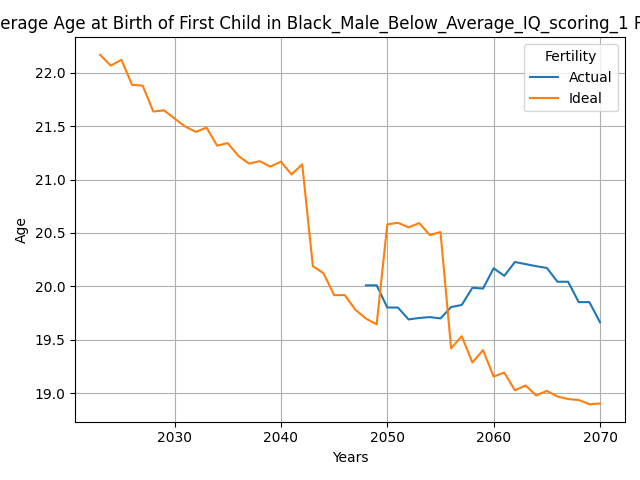 erage Age at Birth of First Child in Black_Male_Below_Average_IQ_scoring_1
Fertility
Actual
Ideal
22.0
21.5
21.0
20.5
20.0
19.5
19.0
Age
2030 2040 2050 2060 2070
Years